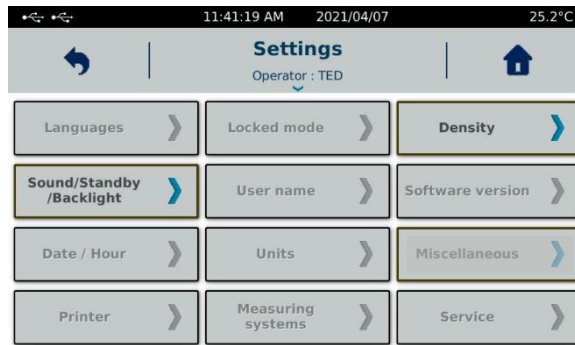 11:41:19 AM 2021/04/07 25.2°C
Settings
Operator : TED
Languages
Locked mode
Density
Sound/Standby
/Backlight
User name
Software version
Date / Hour
Units
Miscellaneous
Printer
Measuring
systems
Service